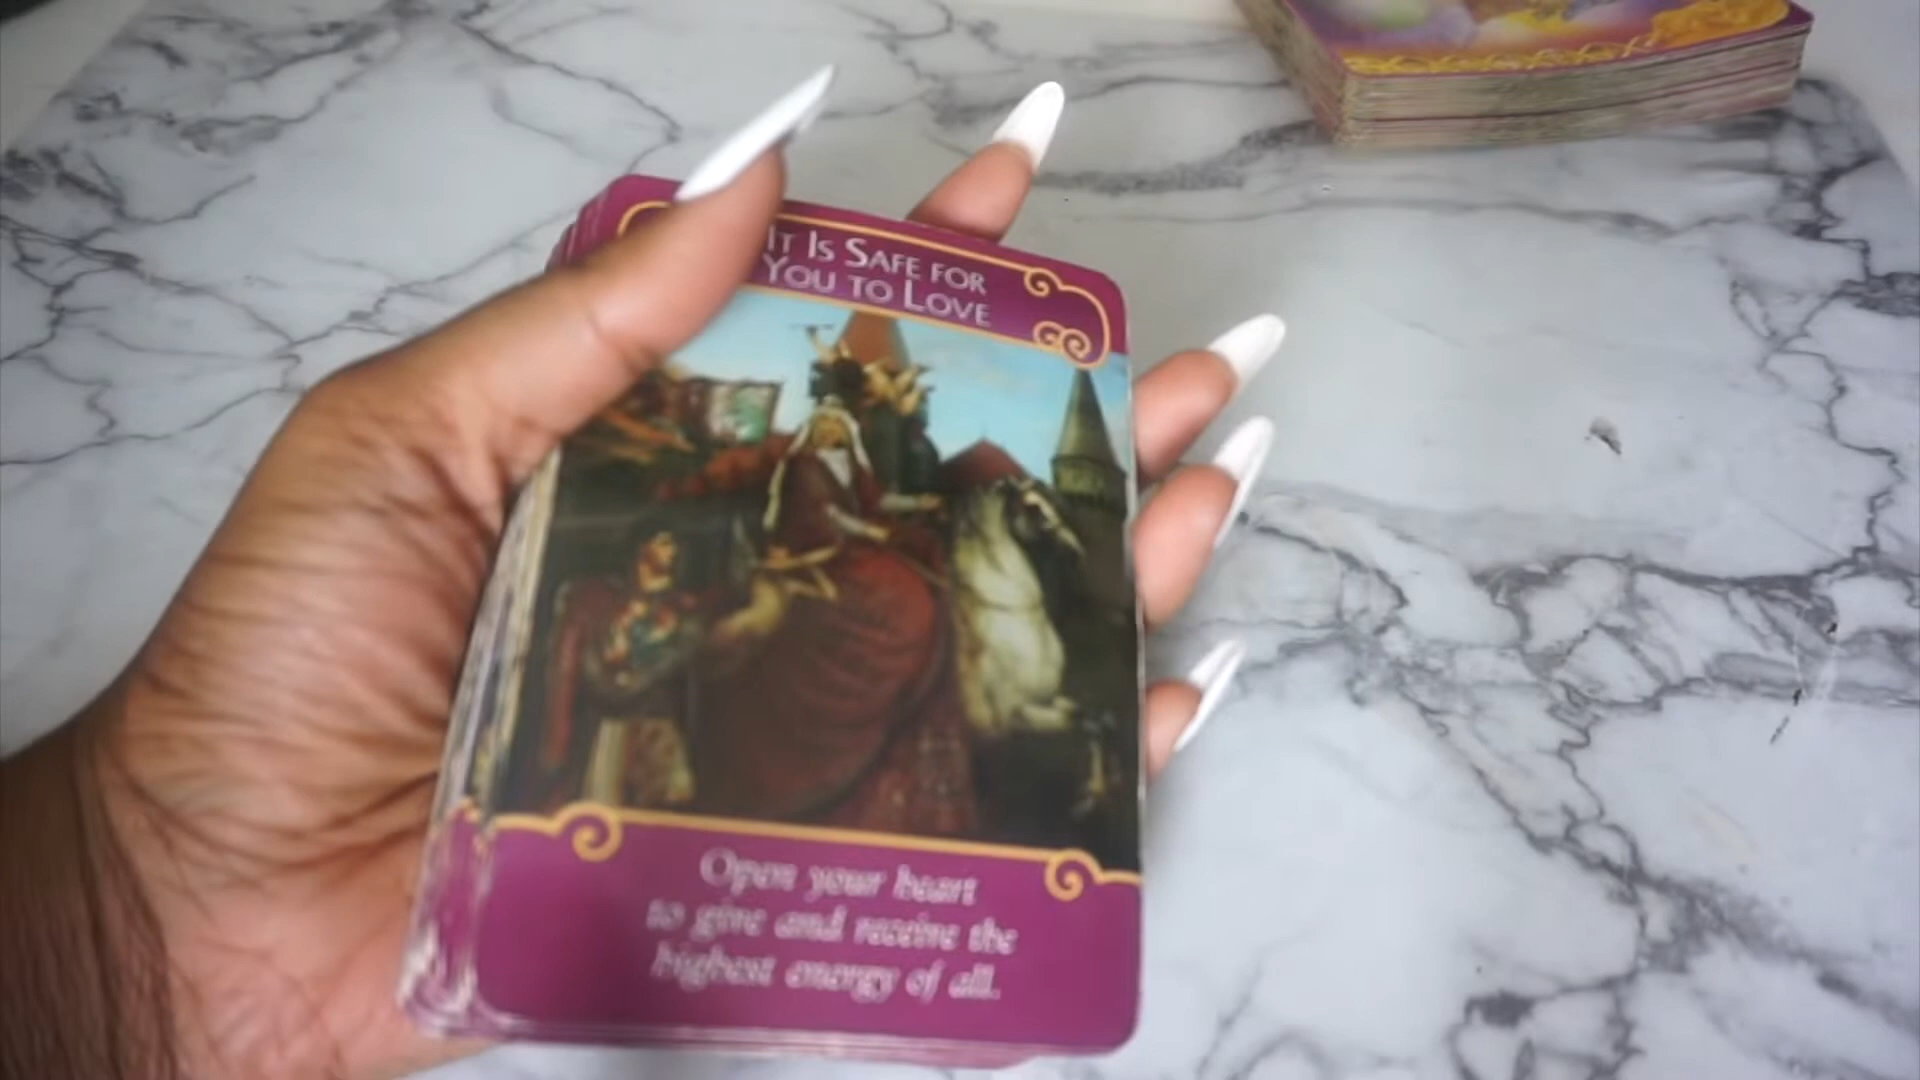 It Is Safe for
You to Love
Open your heart
to give and receive the
highest energy of all.